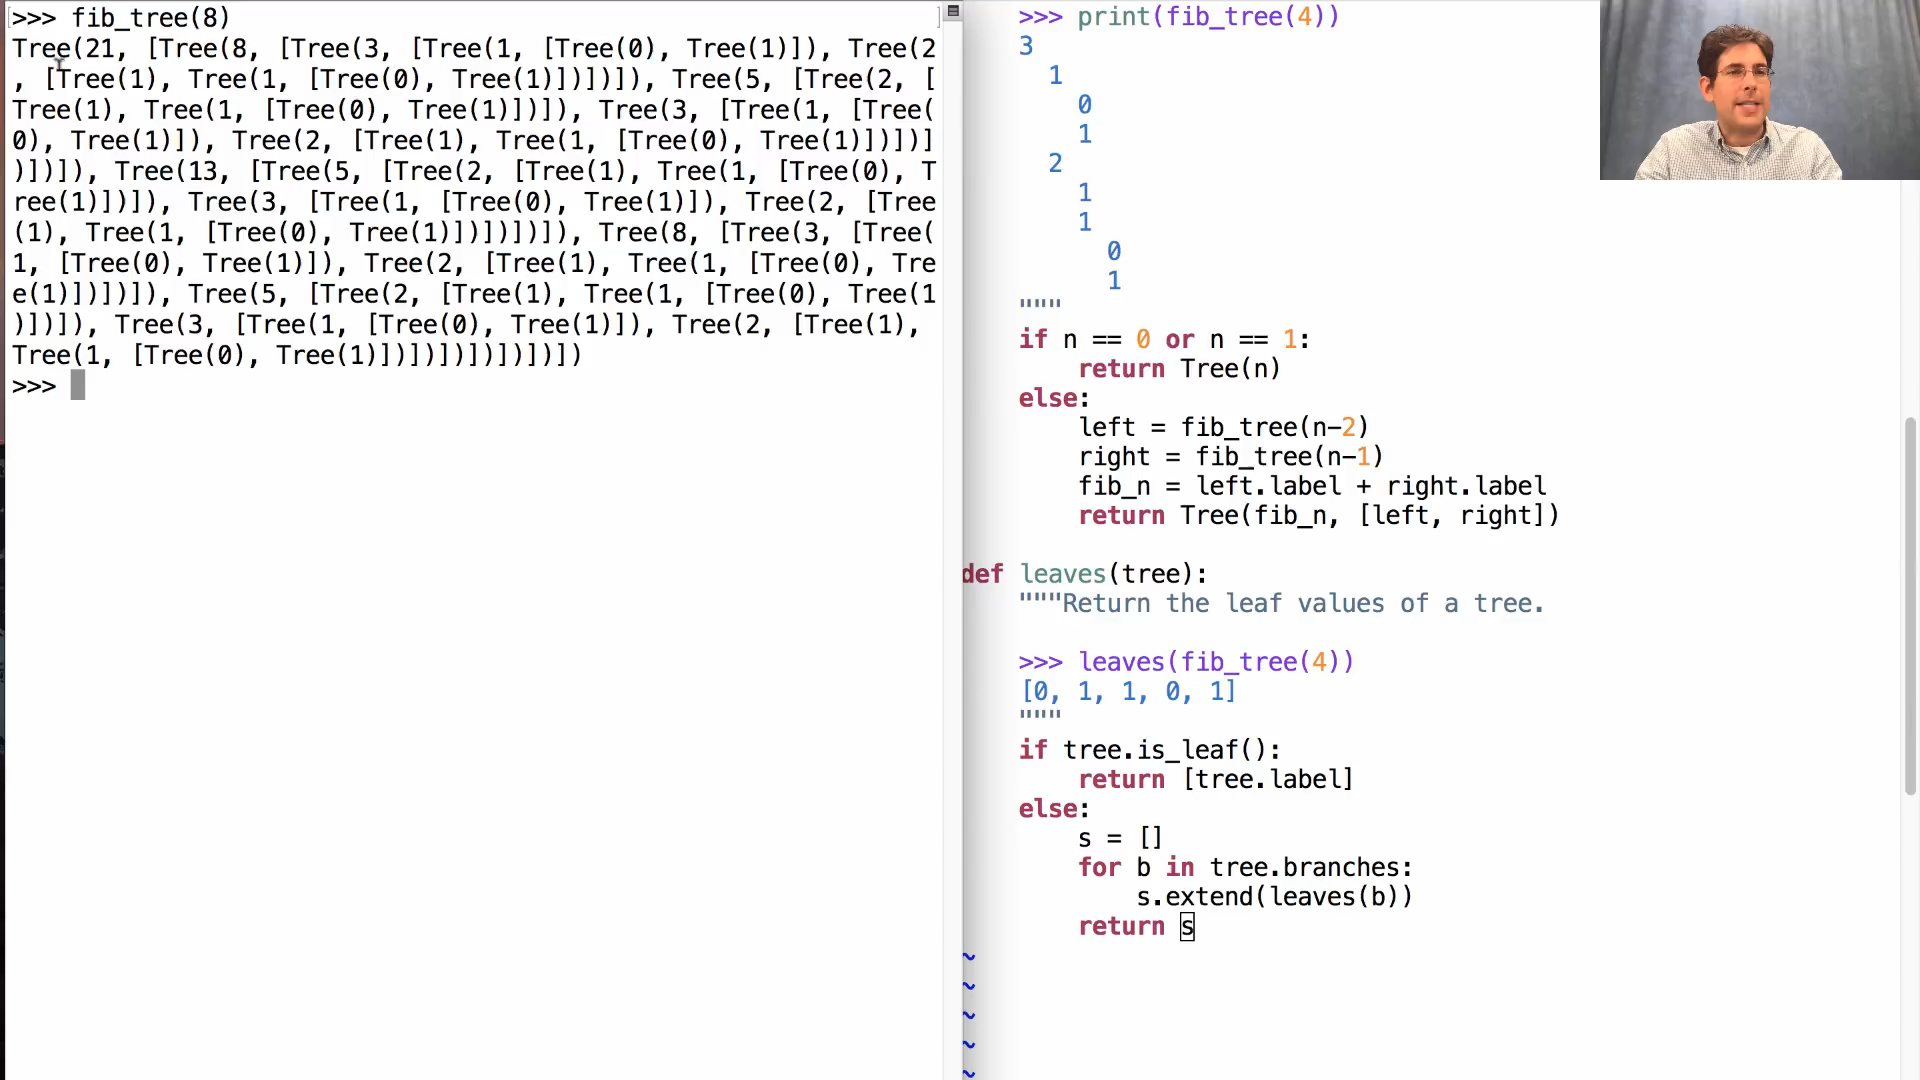 >>> fib_tree(8)
Tree(21, [Tree(8, [Tree(3, [Tree(1, [Tree(0), Tree(1)]), Tree(2
, [Tree(1), Tree(1, [Tree(0), Tree(1)])])]), Tree(5, [Tree(2, [
Tree(1), Tree(1, [Tree(0), Tree(1)])]), Tree(3, [Tree(1, [Tree(
0), Tree(1)]), Tree(2, [Tree(1), Tree(1, [Tree(0), Tree(1)])])]
)])]), Tree(13, [Tree(5, [Tree(2, [Tree(1), Tree(1, [Tree(0), T
ree(1)])]), Tree(3, [Tree(1, [Tree(0), Tree(1)]), Tree(2, [Tree
(1), Tree(1, [Tree(0), Tree(1)])])])]), Tree(8, [Tree(3, [Tree(
1, [Tree(0), Tree(1)]), Tree(2, [Tree(1), Tree(1, [Tree(0), Tre
e(1)])])]), Tree(5, [Tree(2, [Tree(1), Tree(1, [Tree(0), Tree(1
)])]), Tree(3, [Tree(1, [Tree(0), Tree(1)]), Tree(2, [Tree(1),
Tree(1, [Tree(0), Tree(1)])])])])])])])
>>>
>>> print(fib_tree(4))
3
1
0
1
2
1
1
0
1
"""
if n == 0 or n == 1:
return Tree(n)
else:
left = fib_tree(n-2)
right = fib_tree(n-1)
fib_n = left.label + right.label
return Tree(fib_n, [left, right])
def leaves(tree):
"""Return the leaf values of a tree.
>>> leaves(fib_tree(4))
[0, 1, 1, 0, 1]
"""
if tree.is_leaf():
return [tree.label]
else:
s = []
for b in tree.branches:
s.extend(leaves(b))
return s
~
~
~
~
~